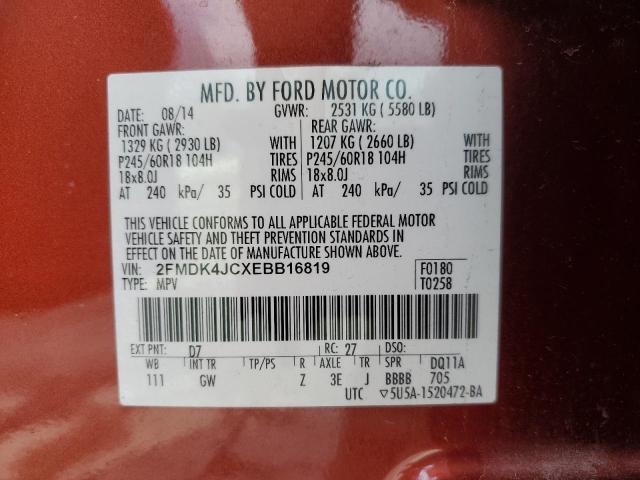 MFD. BY FORD MOTOR CO.
DATE: 08/14 GVWR: 2531 KG ( 5580 LB)
FRONT GAWR: REAR GAWR:
1329 KG ( 2930 LB) WITH 1207 KG ( 2660 LB) WITH
P245/60R18 104H TIRES P245/60R18 104H TIRES
18x8.0J RIMS 18x8.0J RIMS
AT 240 kPa/ 35 PSI COLD AT 240 kPa/ 35 PSI COLD
THIS VEHICLE CONFORMS TO ALL APPLICABLE FEDERAL MOTOR
VEHICLE SAFETY AND THEFT PREVENTION STANDARDS IN
EFFECT ON THE DATE OF MANUFACTURE SHOWN ABOVE.
VIN: 2FMDK4JCXEBB16819 F0180
TYPE: MPV T0258
EXT PNT: D7 RC: 27 DSO:
WB INT TR TP/PS R AXLE TR SPR DQ11A
111 GW Z 3E J BBBB 705
UTC ▽5U5A-1520472-BA